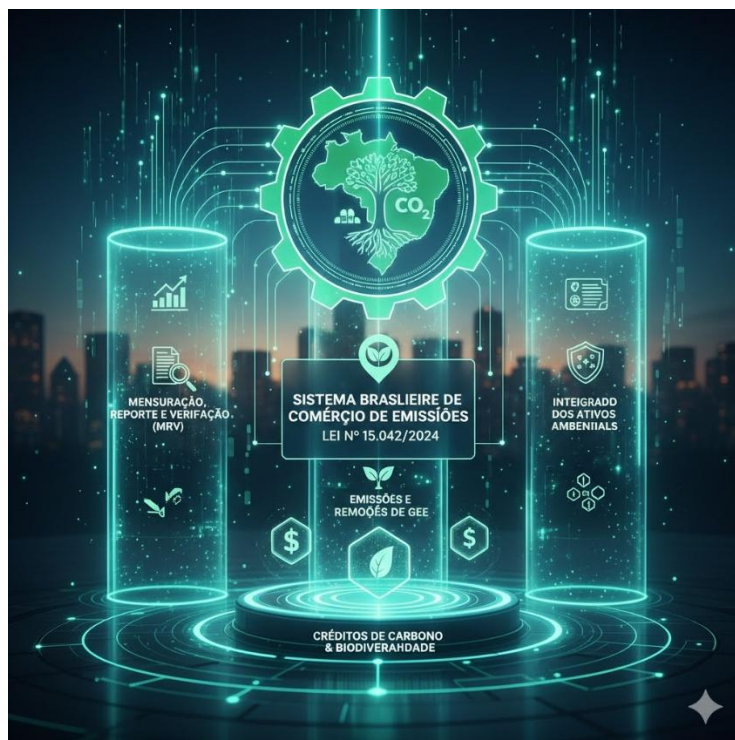 CO₂
MENSURAÇÃO,
REPORTE E VERIFAÇÃO
(MRV)
SISTEMA BRASLIEIRE DE
COMÉRCIO DE EMISSÍÕES
LEI Nº 15.042/2024
INTEIGRADD
DOS ATIVOS
AMBENIIALS
EMISSÕES E
REMOÇÕES DE GEE
$
$
CRÉDITOS DE CARBONO
& BIODIVERAHDADE